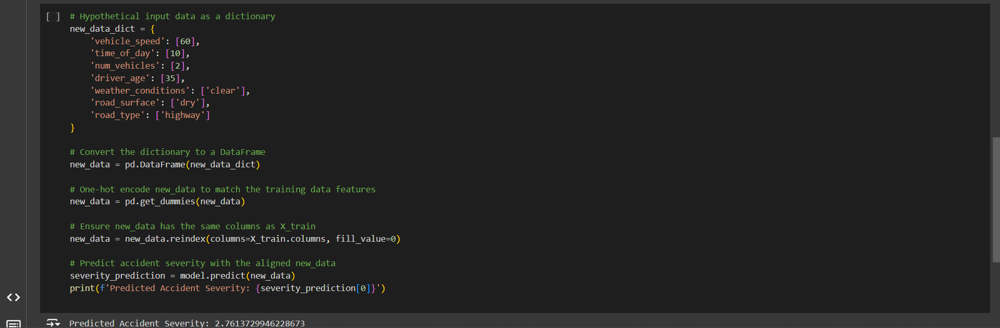 [ ] # Hypothetical input data as a dictionary
new_data_dict = {
    'vehicle_speed': [60],
    'time_of_day': [10],
    'num_vehicles': [2],
    'driver_age': [35],
    'weather_conditions': ['clear'],
    'road_surface': ['dry'],
    'road_type': ['highway']
}
# Convert the dictionary to a DataFrame
new_data = pd.DataFrame(new_data_dict)
# One-hot encode new_data to match the training data features
new_data = pd.get_dummies(new_data)
# Ensure new_data has the same columns as X_train
new_data = new_data.reindex(columns=X_train.columns, fill_value=0)
# Predict accident severity with the aligned new_data
severity_prediction = model.predict(new_data)
print(f'Predicted Accident Severity: {severity_prediction[0]}')
Predicted Accident Severity: 2.7613729946228673